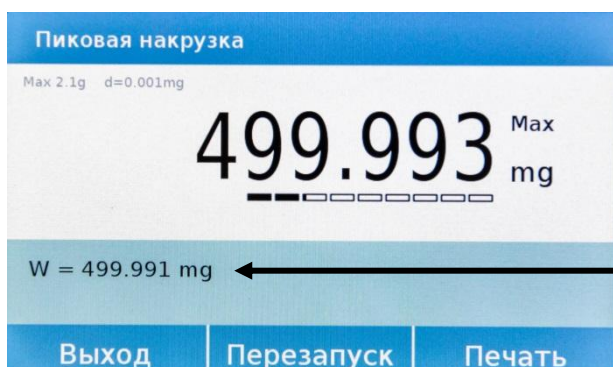 Пиковая накрузка
Max 2.1g d=0.001mg
499.993 Max
mg
W = 499.991 mg
Выход Перезапуск Печать